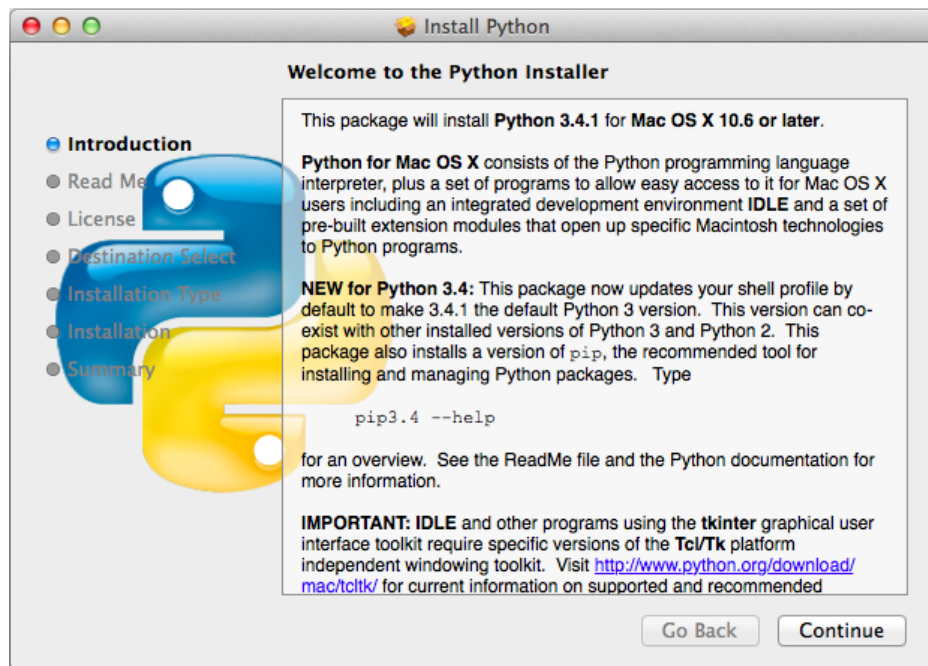 Install Python
Welcome to the Python Installer
Introduction
Read Me
License
Destination Select
Installation Type
Installation
Summary
This package will install Python 3.4.1 for Mac OS X 10.6 or later.
Python for Mac OS X consists of the Python programming language
interpreter, plus a set of programs to allow easy access to it for Mac OS X
users including an integrated development environment IDLE and a set of
pre-built extension modules that open up specific Macintosh technologies
to Python programs.
NEW for Python 3.4: This package now updates your shell profile by
default to make 3.4.1 the default Python 3 version.  This version can co-
exist with other installed versions of Python 3 and Python 2.  This
package also installs a version of pip, the recommended tool for
installing and managing Python packages.   Type
pip3.4 --help
for an overview.  See the ReadMe file and the Python documentation for
more information.
IMPORTANT: IDLE and other programs using the tkinter graphical user
interface toolkit require specific versions of the Tcl/Tk platform
independent windowing toolkit.  Visit http://www.python.org/download/
mac/tcltk/ for current information on supported and recommended
Go Back
Continue